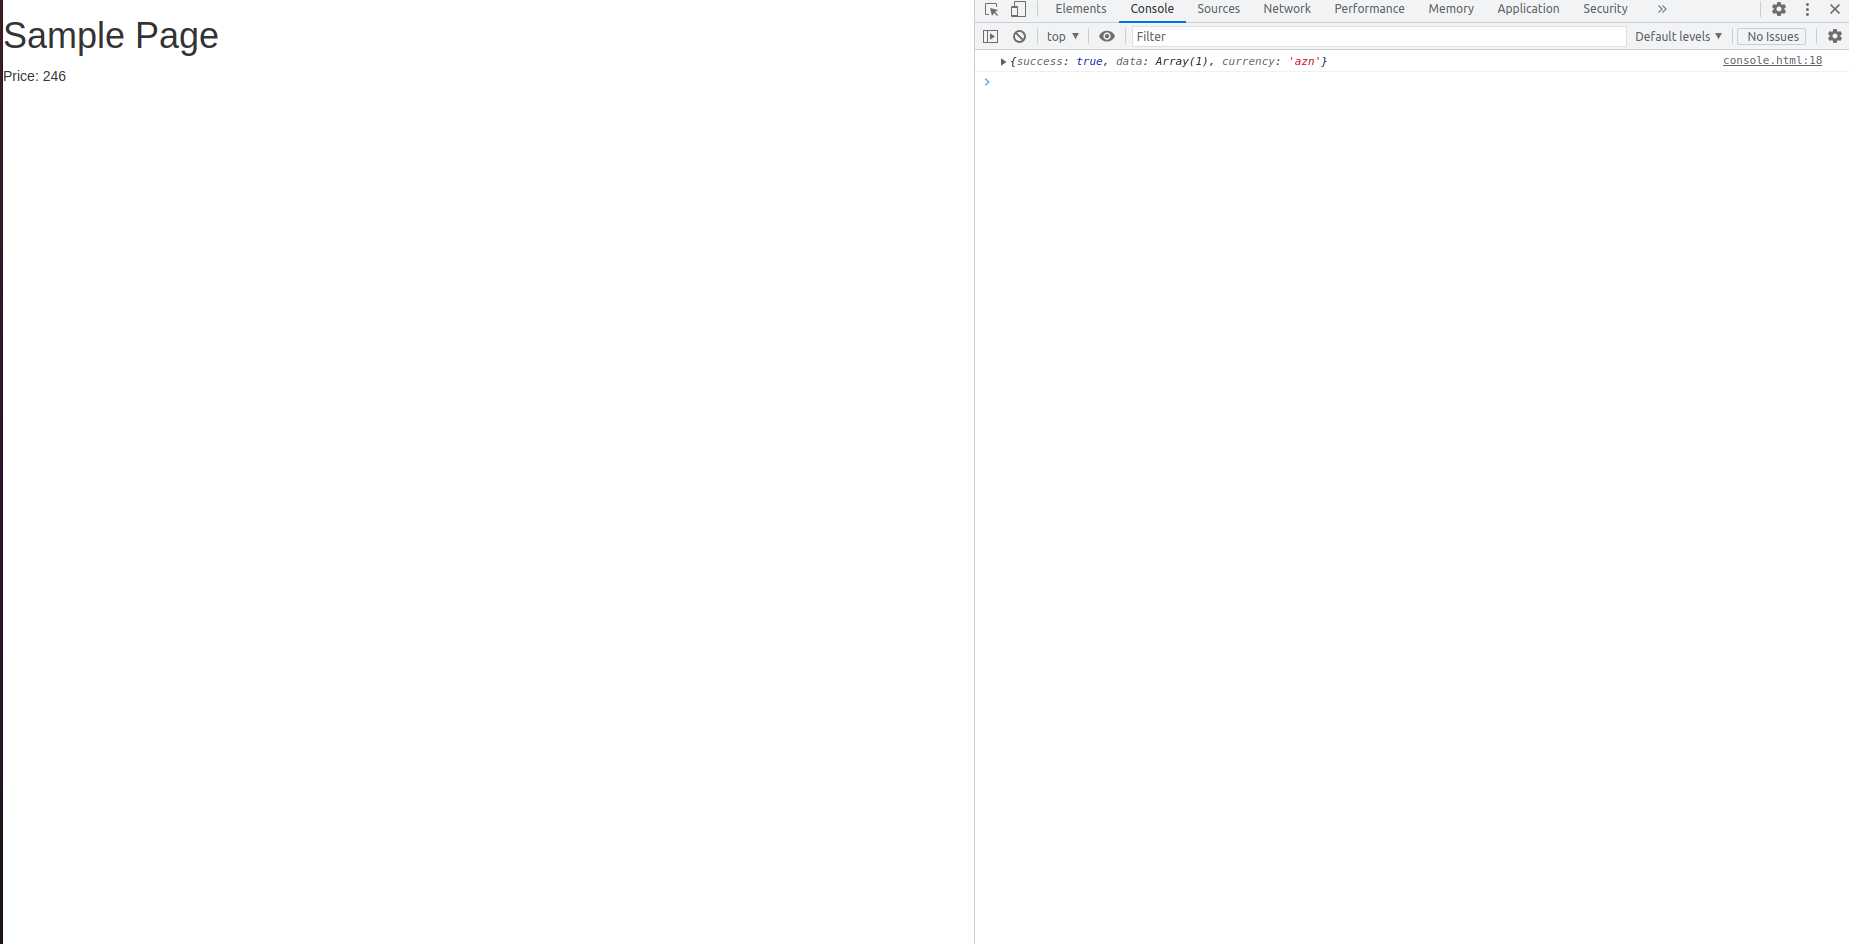 Sample Page
Price: 246
Elements Console Sources Network Performance Memory Application Security »
top Filter Default levels No Issues
{success: true, data: Array(1), currency: 'azn'} console.html:18
>